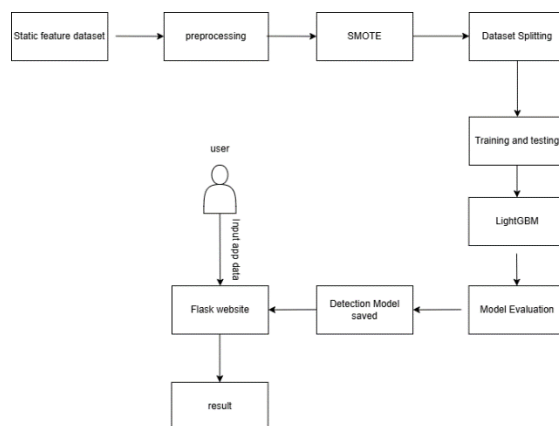 Static feature dataset
preprocessing
SMOTE
Dataset Splitting
Training and testing
user
Input app data
LightGBM
Flask website
Detection Model
saved
Model Evaluation
result